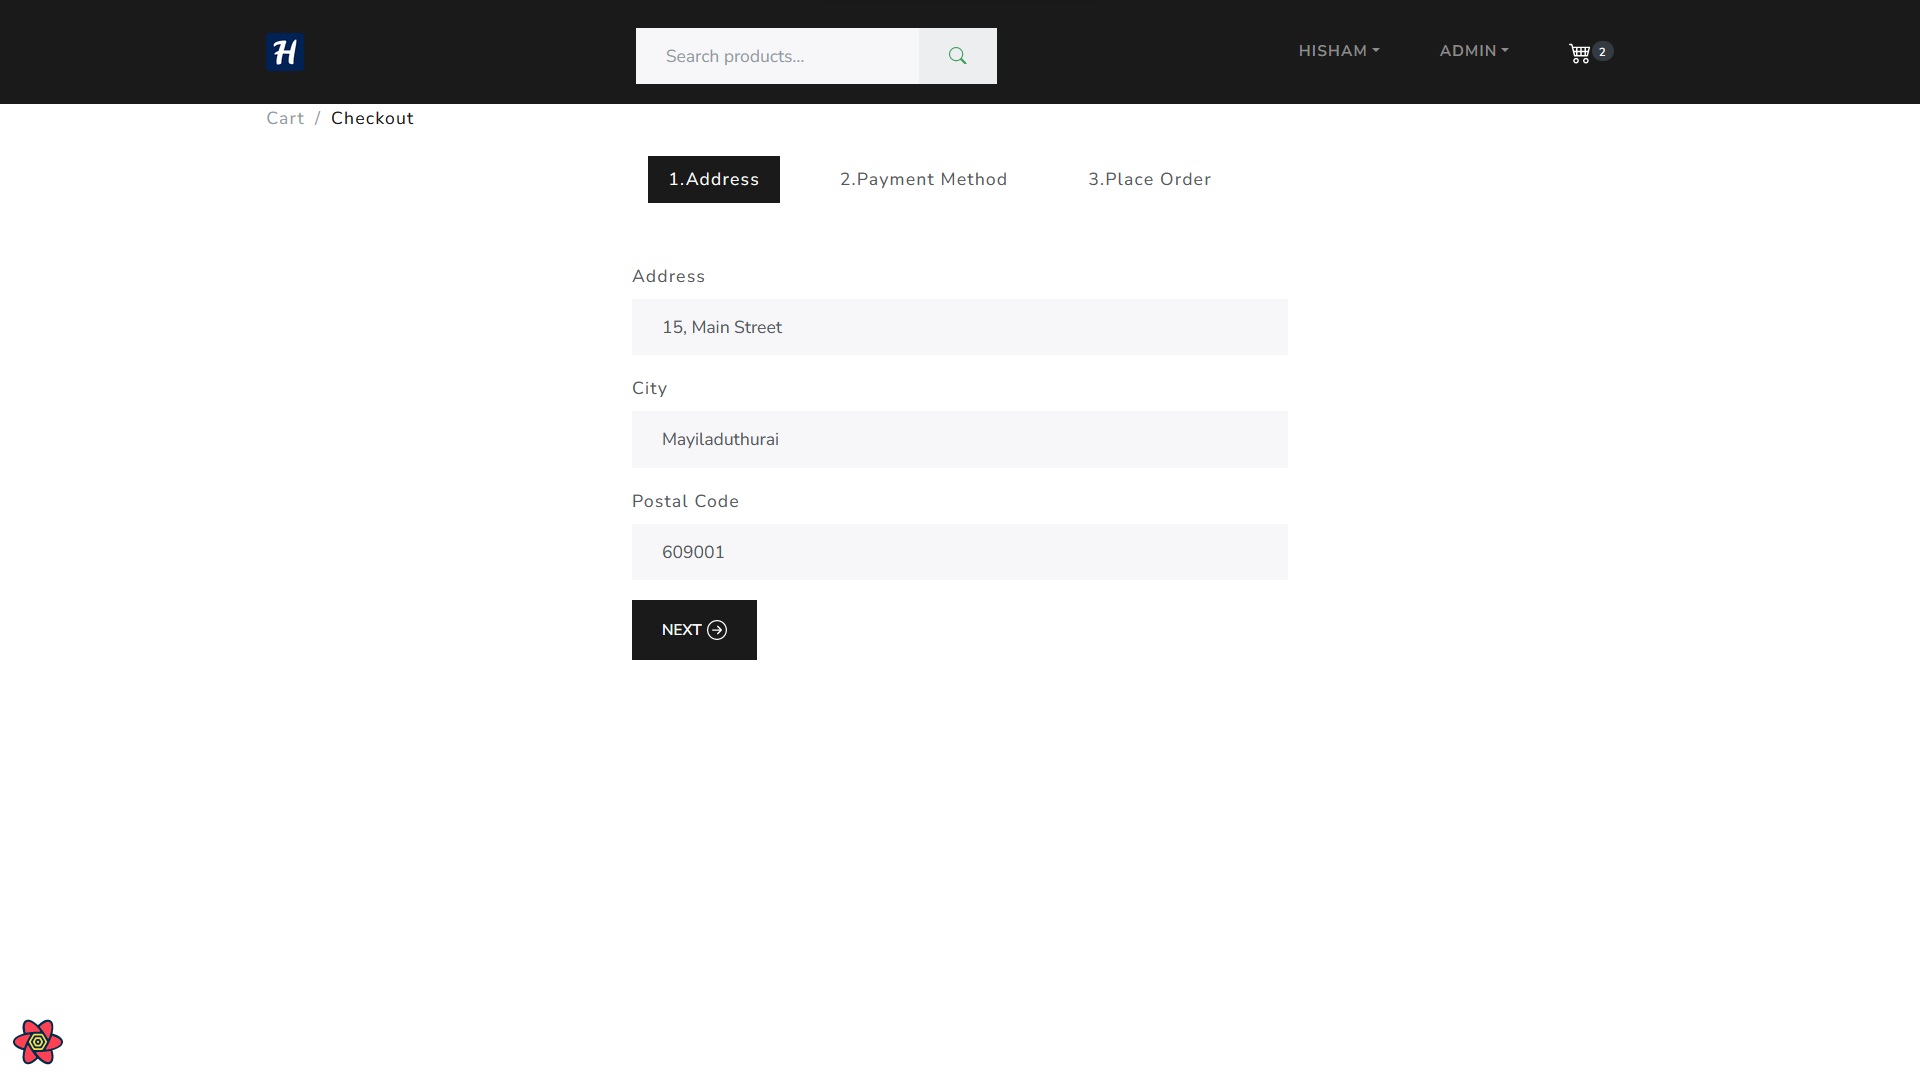 H
Search products...
HISHAM
ADMIN
2
Cart / Checkout
1.Address
2.Payment Method
3.Place Order
Address
15, Main Street
City
Mayiladuthurai
Postal Code
609001
NEXT